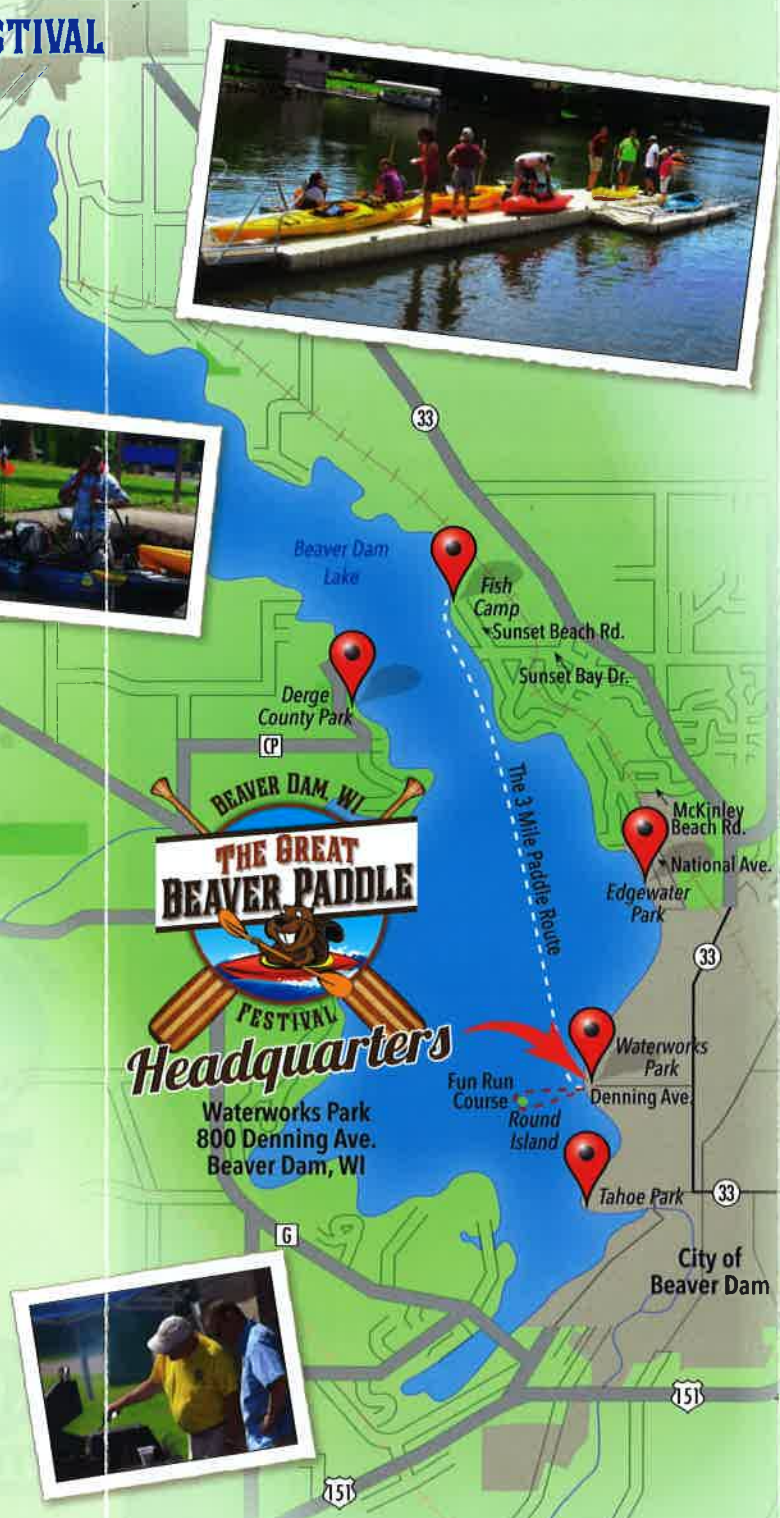 STIVAL
33
Beaver Dam
Lake
Fish
Camp
Sunset Beach Rd.
Sunset Bay Dr.
Derge
County Park
CP
The 3 Mile Paddle Route
BEAVER DAM, WI
THE GREAT
BEAVER PADDLE
FESTIVAL
Headquarters
Waterworks Park
800 Denning Ave.
Beaver Dam, WI
McKinley
Beach Rd.
National Ave.
Edgewater
Park
33
Waterworks
Park
Denning Ave.
Fun Run
Course
Round
Island
Tahoe Park
33
City of
Beaver Dam
G
151
151